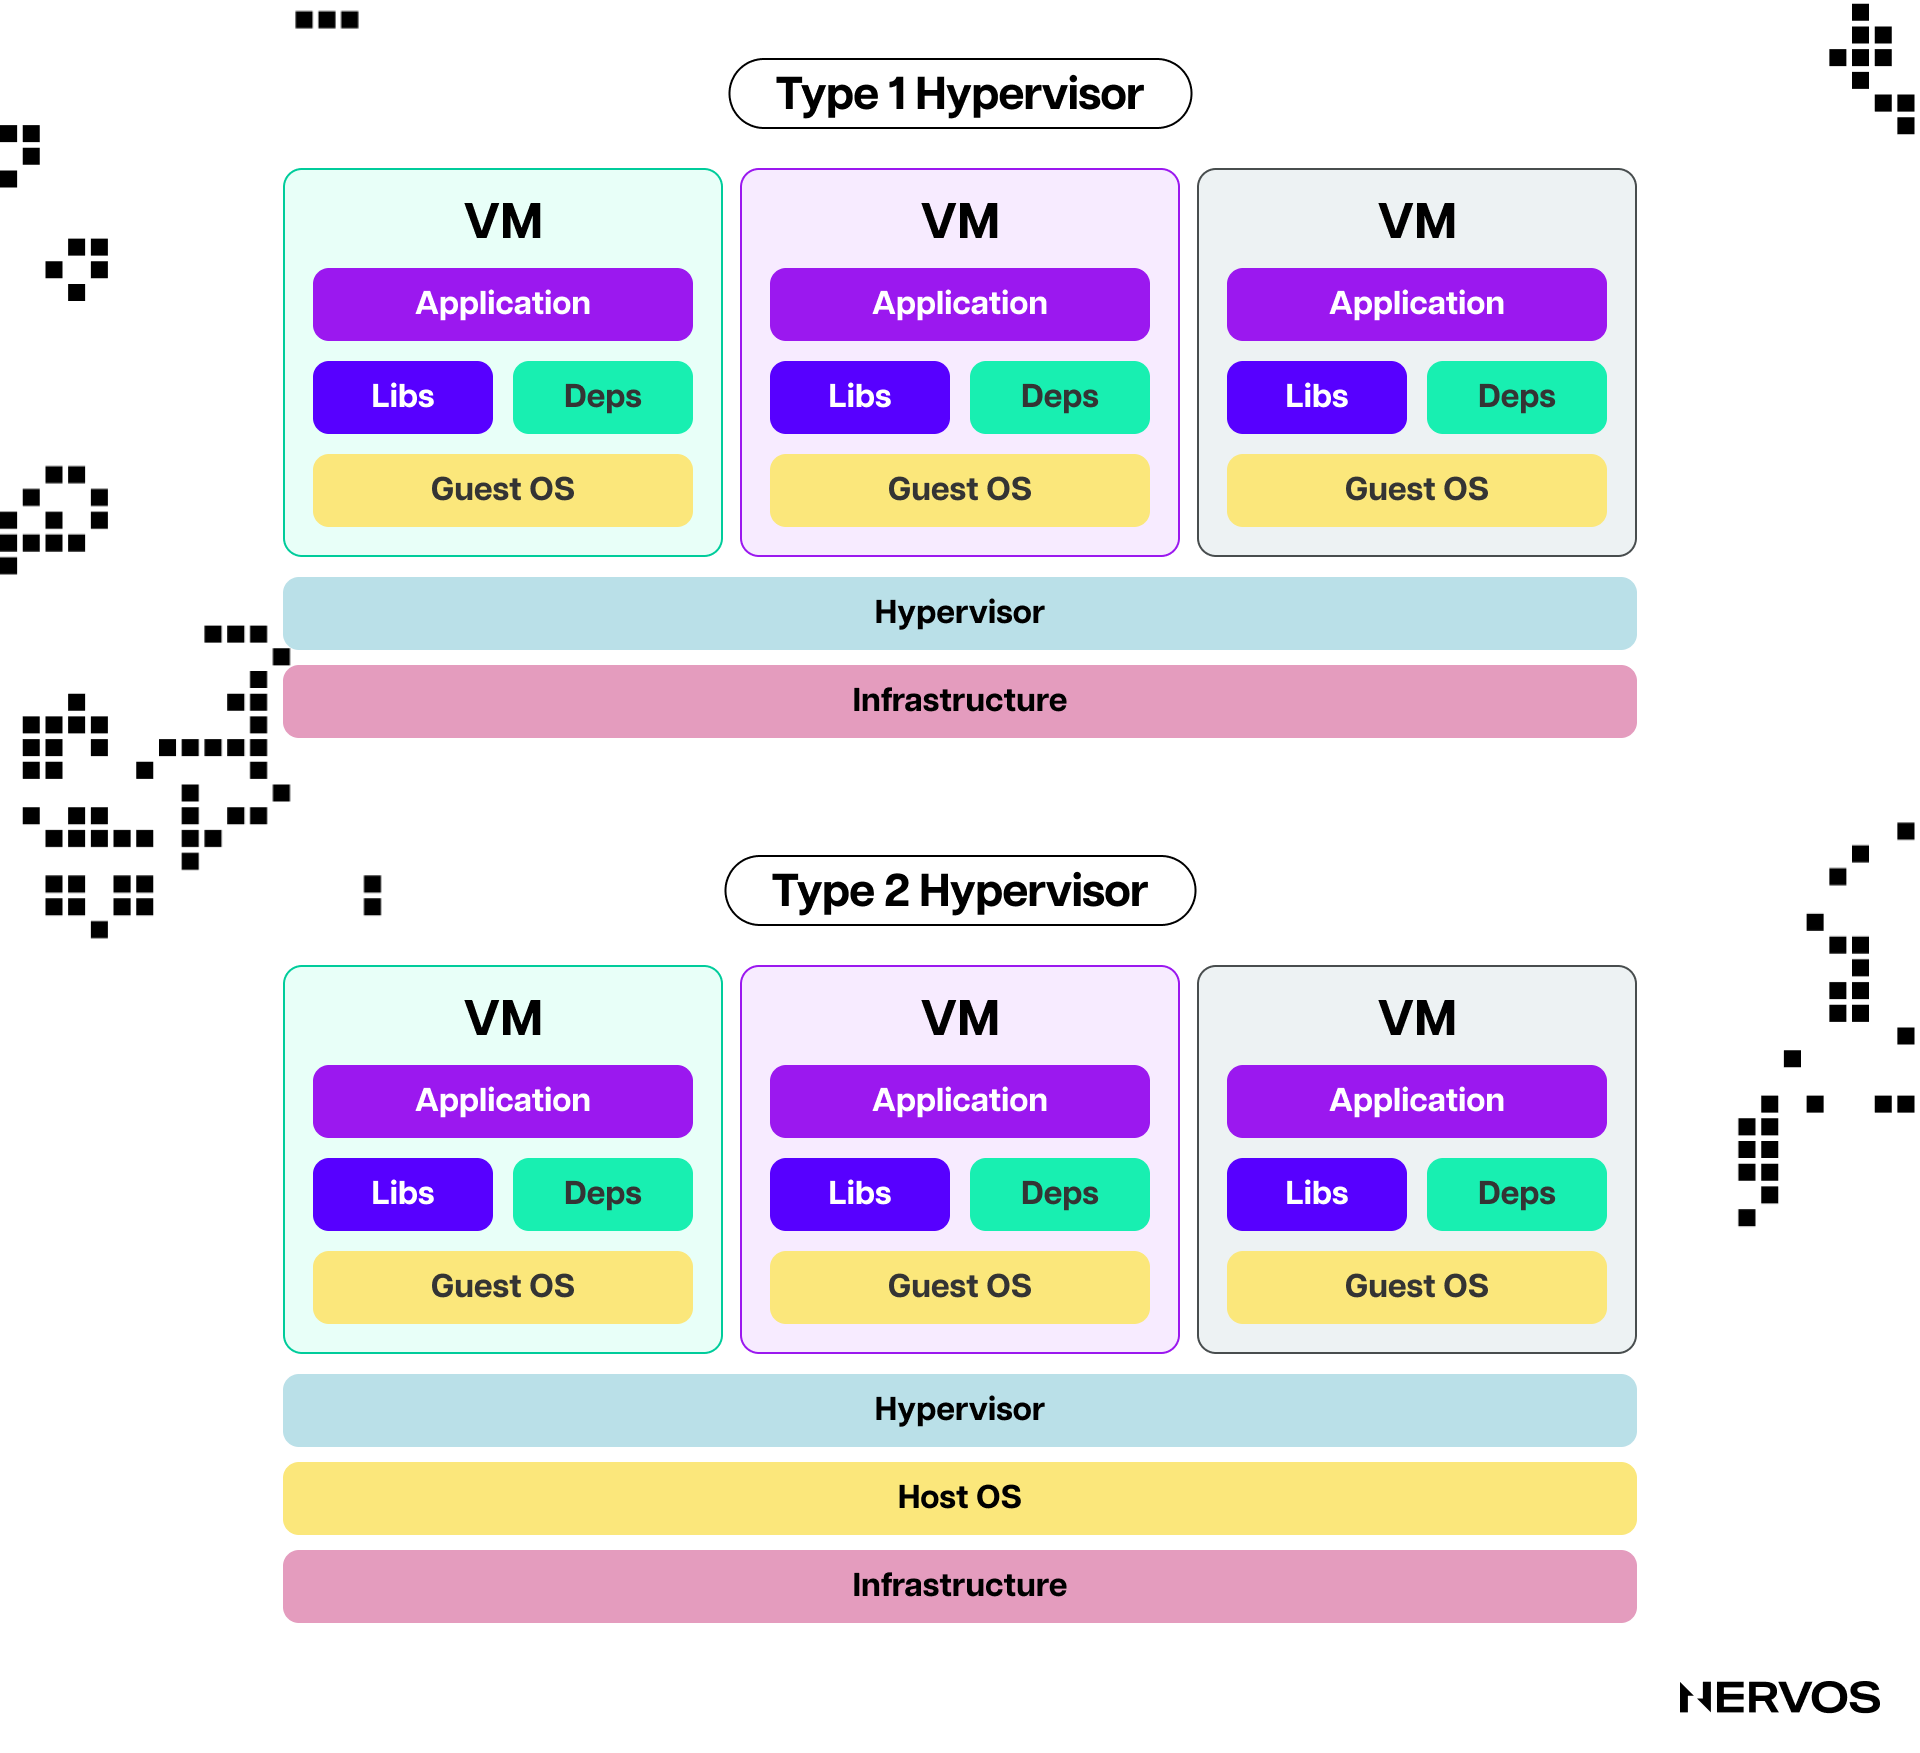 Type 1 Hypervisor
VM VM VM
Application Application Application
Libs Deps Libs Deps Libs Deps
Guest OS Guest OS Guest OS
Hypervisor
Infrastructure
Type 2 Hypervisor
VM VM VM
Application Application Application
Libs Deps Libs Deps Libs Deps
Guest OS Guest OS Guest OS
Hypervisor
Host OS
Infrastructure
NERVOS